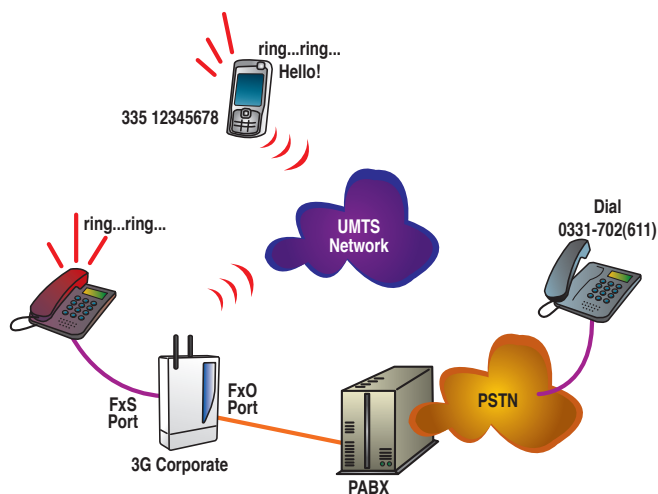 ring...ring...
Hello!
335 12345678
ring...ring...
UMTS
Network
Dial
0331-702(611)
FxS
Port
FxO
Port
3G Corporate
PABX
PSTN